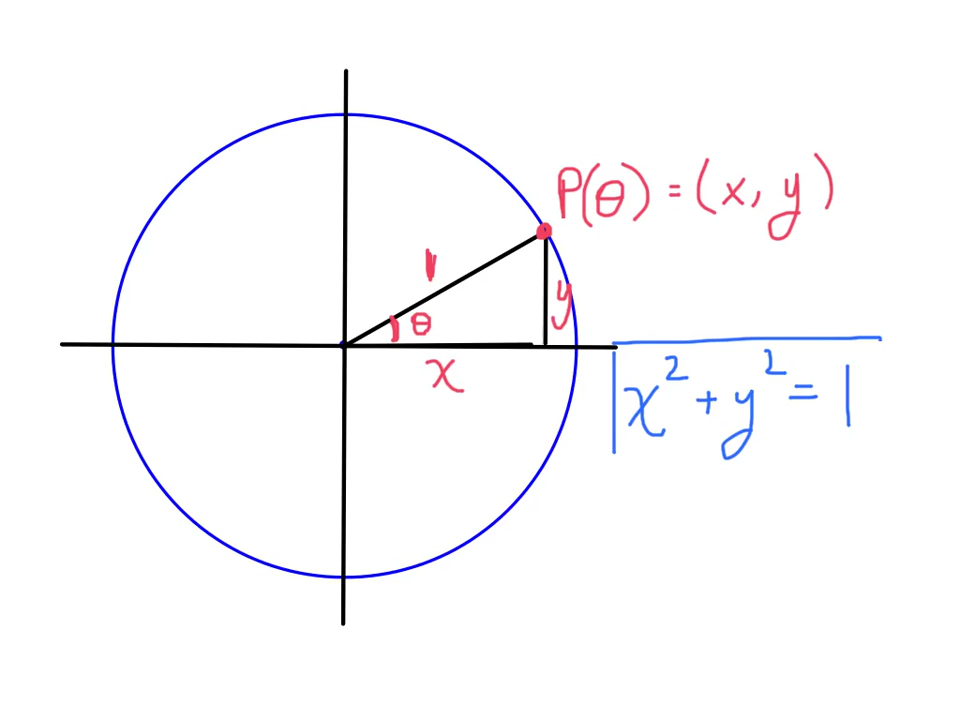 P(θ) = (x, y)
1
y
θ
x
x² + y² = 1